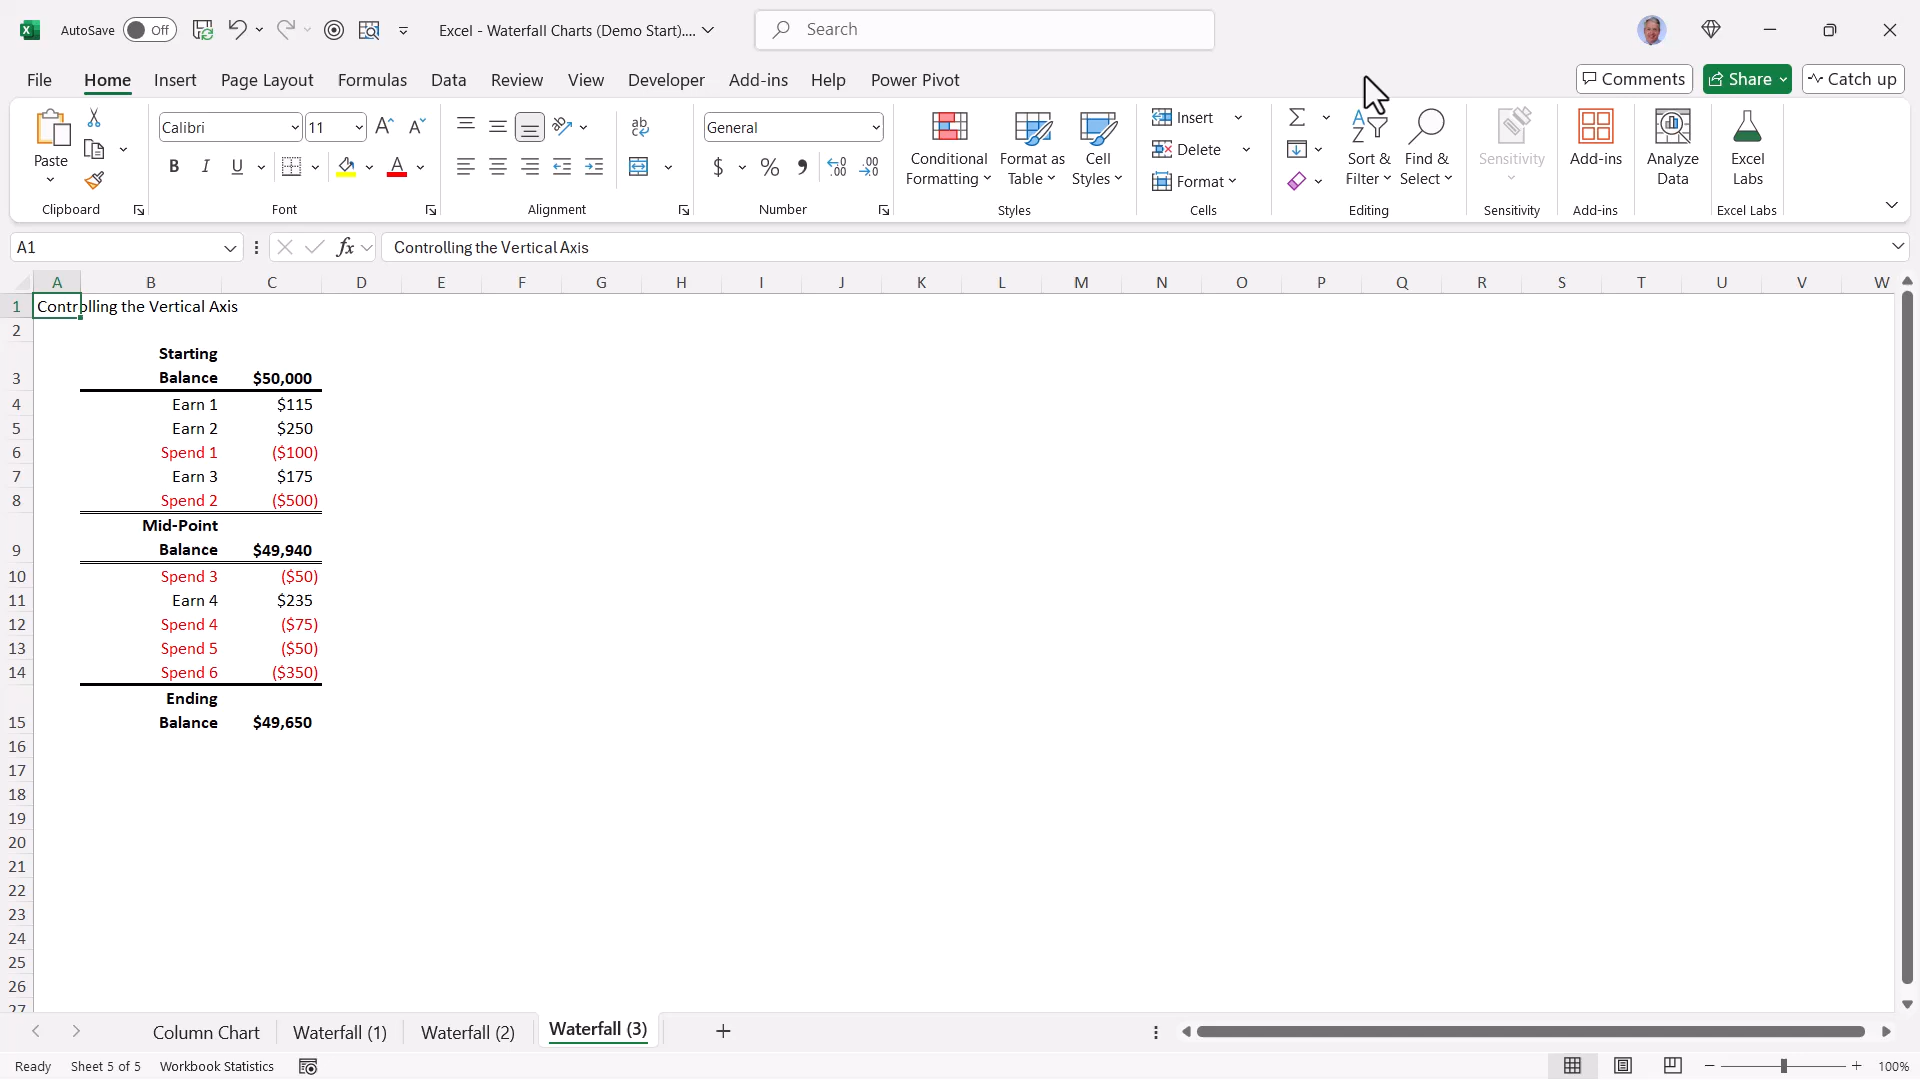 AutoSave Off Excel - Waterfall Charts (Demo Start).... Search
File Home Insert Page Layout Formulas Data Review View Developer Add-ins Help Power Pivot Comments Share Catch up
Paste
Clipboard
Calibri 11
B I U A
Font
ab
Alignment
General
$ % .00
Number
Conditional
Formatting
Format as
Table
Cell
Styles
Styles
Insert
Delete
Format
Cells
Sort &
Filter
Find &
Select
Editing
Sensitivity
Sensitivity
Add-ins
Add-ins
Analyze
Data
Excel
Labs
Excel Labs
A1 fx Controlling the Vertical Axis
A B C D E F G H I J K L M N O P Q R S T U V W
1 Controlling the Vertical Axis
2
Starting
3 Balance $50,000
4 Earn 1 $115
5 Earn 2 $250
6 Spend 1 ($100)
7 Earn 3 $175
8 Spend 2 ($500)
Mid-Point
9 Balance $49,940
10 Spend 3 ($50)
11 Earn 4 $235
12 Spend 4 ($75)
13 Spend 5 ($50)
14 Spend 6 ($350)
Ending
15 Balance $49,650
16
17
18
19
20
21
22
23
24
25
26
27
Column Chart Waterfall (1) Waterfall (2) Waterfall (3)
Ready Sheet 5 of 5 Workbook Statistics 100%